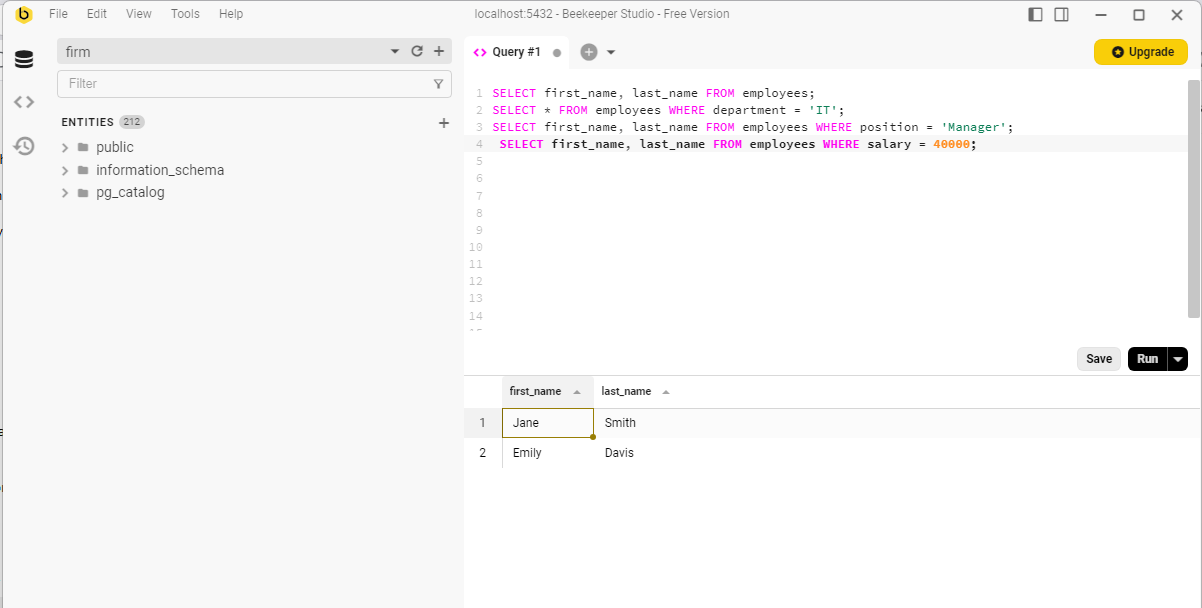 File Edit View Tools Help
localhost:5432 - Beekeeper Studio - Free Version
firm
Filter
ENTITIES 212
public
information_schema
pg_catalog
Query #1
Upgrade
1 SELECT first_name, last_name FROM employees;
2 SELECT * FROM employees WHERE department = 'IT';
3 SELECT first_name, last_name FROM employees WHERE position = 'Manager';
4 SELECT first_name, last_name FROM employees WHERE salary = 40000;
5
6
7
8
9
10
11
12
13
14
Save Run
first_name last_name
1 Jane Smith
2 Emily Davis